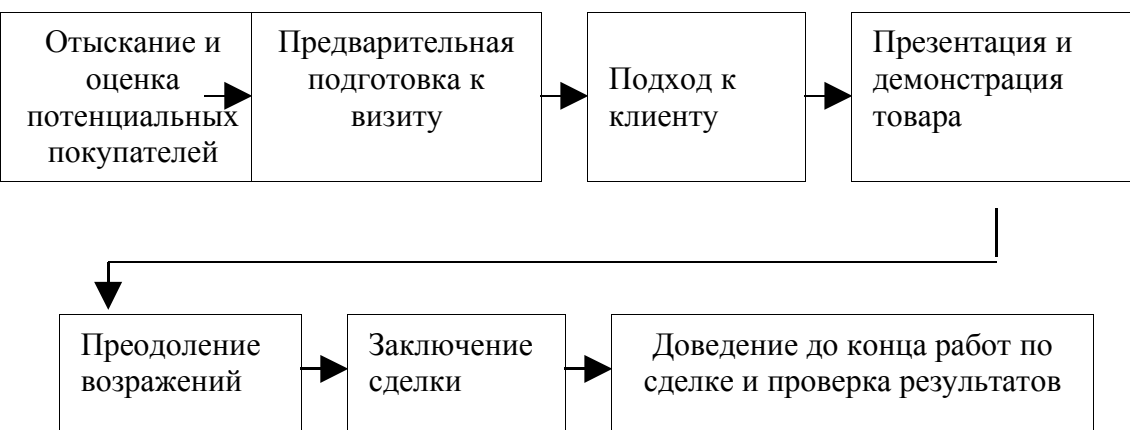 Отыскание и
оценка
потенциальных
покупателей
Предварительная
подготовка к
визиту
Подход к
клиенту
Презентация и
демонстрация
товара
Преодоление
возражений
Заключение
сделки
Доведение до конца работ по
сделке и проверка результатов